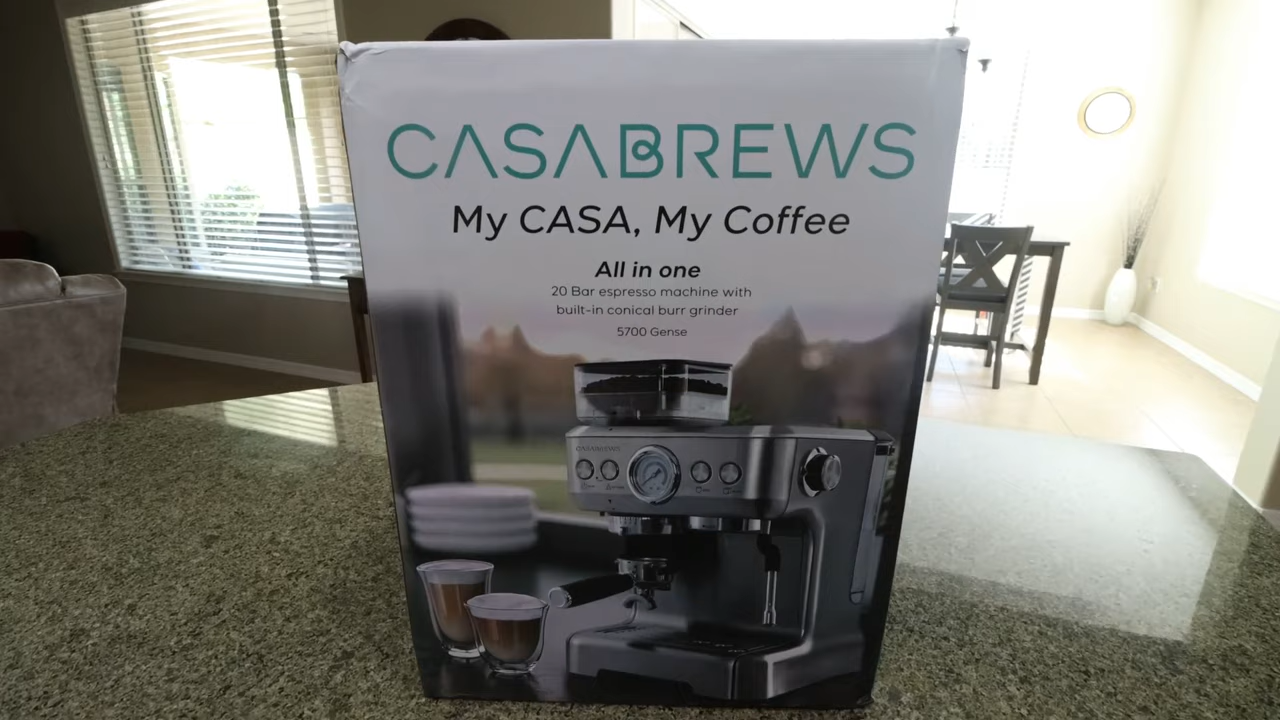 CASABREWS
My CASA, My Coffee
All in one
20 Bar espresso machine with
built-in conical burr grinder
5700 Gense
CASABREWS